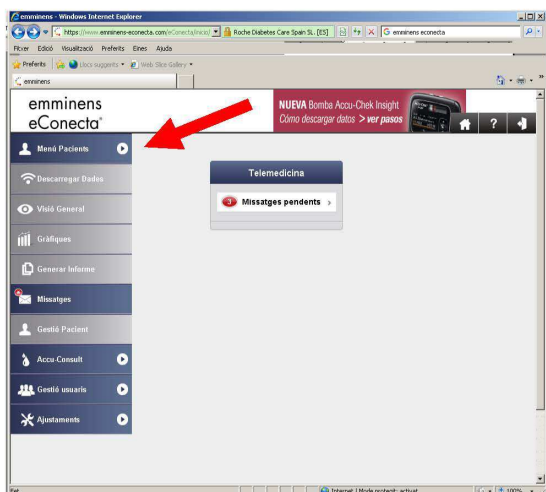 emminens - Windows Internet Explorer
https://www.emminens-econecta.com/eConecta/inicio/
Roche Diabetes Care Spain SL. [ES]
emminens econecta
Fitxer Edició Visualització Preferits Eines Ajuda
Preferits Llocs suggerits Web Slice Gallery
emminens
emminens
eConecta
NUEVA Bomba Accu-Chek Insight
Cómo descargar datos > ver pasos
?
Menú Pacients
Descarregar Dades
Visió General
Gràfiques
Generar Informe
Missatges
Gestió Pacient
Accu-Consult
Gestió usuaris
Ajustaments
Telemedicina
3 Missatges pendents >
Internet | Mode protegit: activat
100%